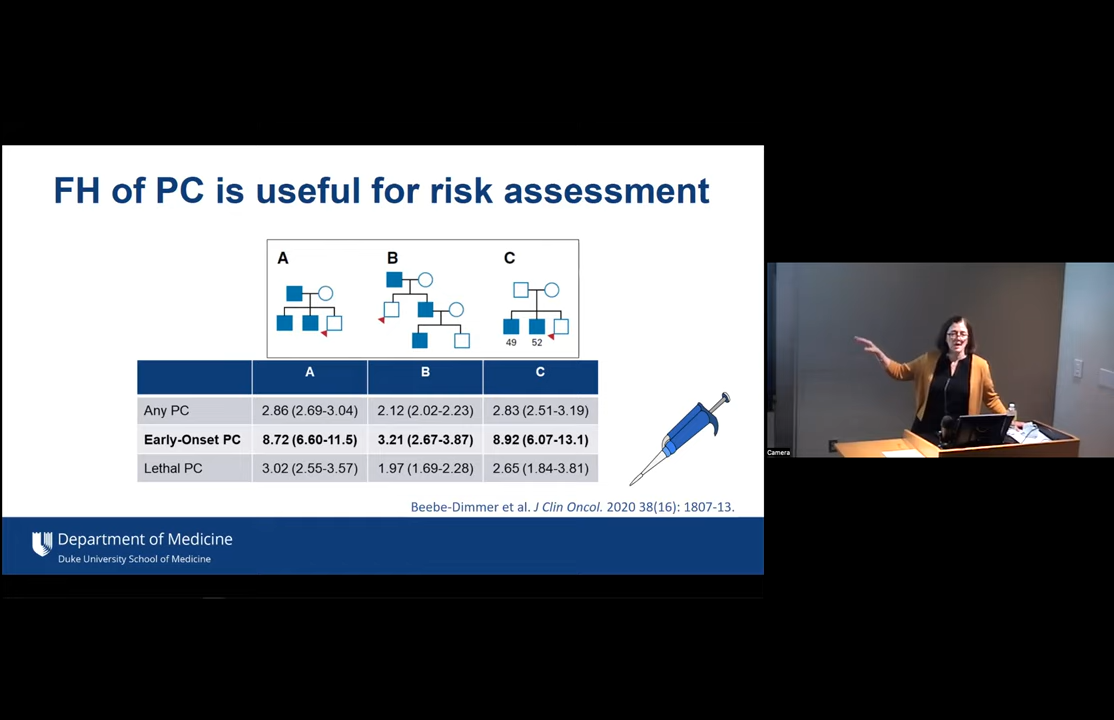 FH of PC is useful for risk assessment
A
B
C
49
52
A
B
C
Any PC
2.86 (2.69-3.04)
2.12 (2.02-2.23)
2.83 (2.51-3.19)
Early-Onset PC
8.72 (6.60-11.5)
3.21 (2.67-3.87)
8.92 (6.07-13.1)
Lethal PC
3.02 (2.55-3.57)
1.97 (1.69-2.28)
2.65 (1.84-3.81)
Beebe-Dimmer et al. J Clin Oncol. 2020 38(16): 1807-13.
Department of Medicine
Duke University School of Medicine
Camera